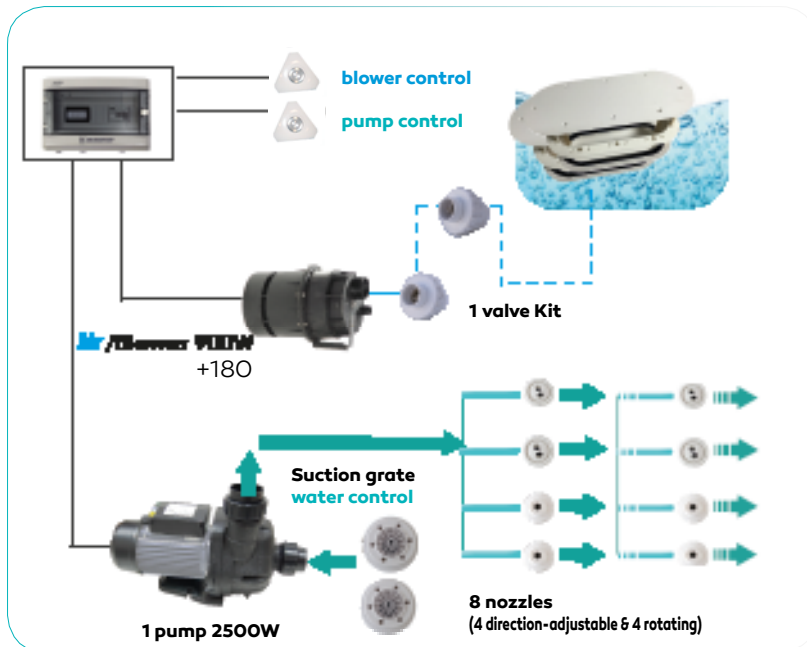 blower control
pump control
1 valve Kit
+180
Suction grate
water control
1 pump 2500W
8 nozzles
(4 direction-adjustable & 4 rotating)